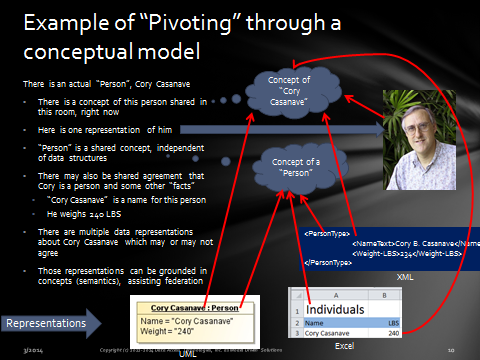 Example of "Pivoting" through a
conceptual model
There is an actual "Person", Cory Casanave
- There is a concept of this person shared in
this room, right now
- Here is one representation of him
- "Person" is a shared concept, independent
of data structures
- There may also be shared agreement that
Cory is a person and some other "facts"
- "Cory Casanave" is a name for this person
- He weighs 240 LBS
- There are multiple data representations
about Cory Casanave which may or may not
agree
- Those representations can be grounded in
concepts (semantics), assisting federation
Concept of
"Cory
Casanave"
Concept of a
"Person"
<PersonType>
<NameText>Cory B. Casanave</Name
<Weight-LBS>234</Weight-LBS>
</PersonType>
XML
Representations
Cory Casanave : Person
Name = "Cory Casanave"
Weight = "240"
UML
A B
1 Individuals
2 Name LBS
3 Cory Casanave 240
Excel
3/2014
Copyright (c) 2012-2014 Data Access Technologies, Inc. as Model Driven Solutions
10